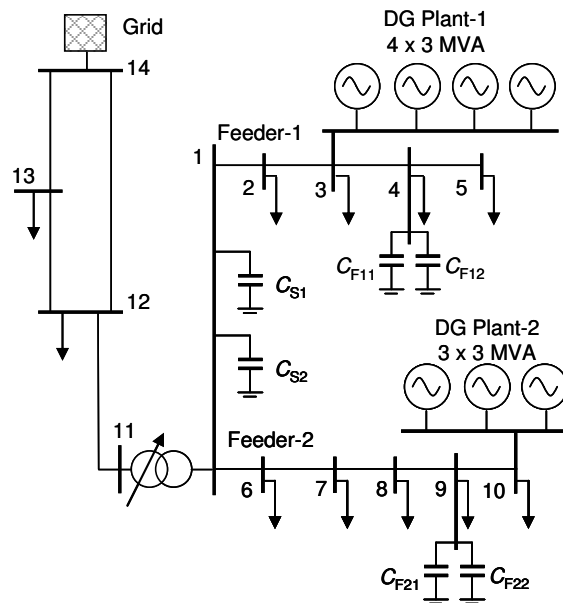 Grid
DG Plant-1
4 x 3 MVA
14
Feeder-1
1
13
2
3
4
5
CF11
CF12
CS1
12
DG Plant-2
3 x 3 MVA
CS2
11
Feeder-2
6
7
8
9
10
CF21
CF22